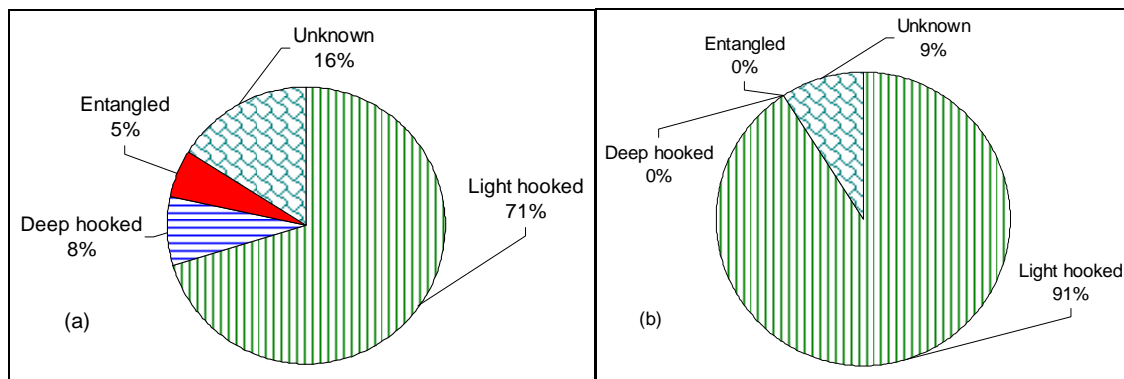 Unknown
16%
Entangled
5%
Deep hooked
8%
Light hooked
71%
(a)
Unknown
9%
Entangled
0%
Deep hooked
0%
Light hooked
91%
(b)